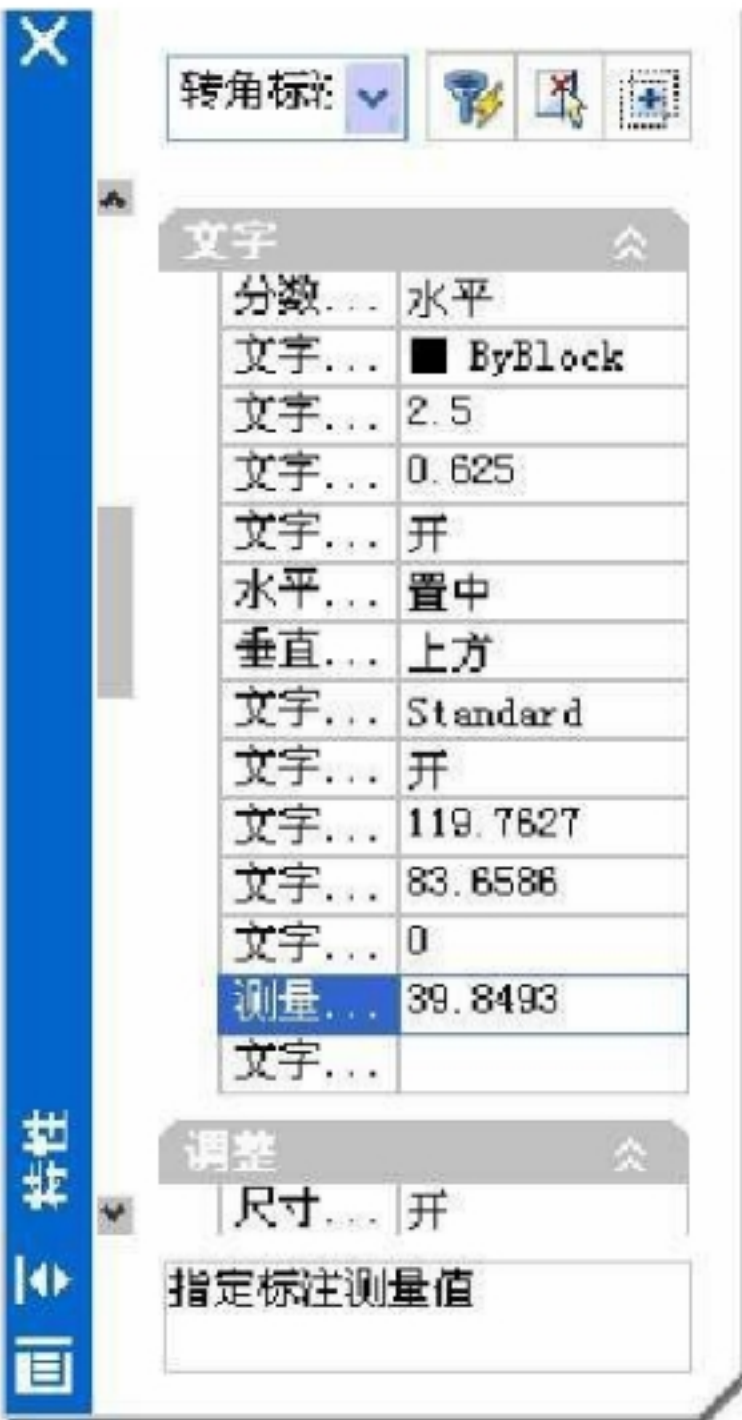 转角标注
文字
分数... 水平
文字... ByBlock
文字... 2.5
文字... 0.625
文字... 开
水平... 置中
垂直... 上方
文字... Standard
文字... 开
文字... 119.7627
文字... 83.6586
文字... 0
测量... 39.8493
文字...
调整
尺寸... 开
指定标注测量值
特性